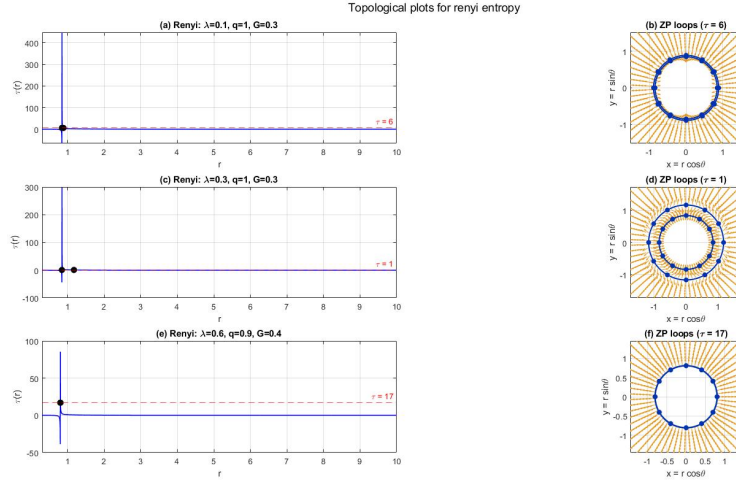 Topological plots for renyi entropy
(a) Renyi: λ=0.1, q=1, G=0.3
400
300
200
100
0
τ(r)
τ = 6
1 2 3 4 5 6 7 8 9 10
r
(b) ZP loops (τ = 6)
1
0
-1
y = r sinθ
-1 0 1
x = r cosθ
(c) Renyi: λ=0.3, q=1, G=0.3
300
200
100
0
-100
τ(r)
τ = 1
1 2 3 4 5 6 7 8 9 10
r
(d) ZP loops (τ = 1)
1
0
-1
y = r sinθ
-1 0 1
x = r cosθ
(e) Renyi: λ=0.6, q=0.9, G=0.4
100
50
0
-50
τ(r)
τ = 17
1 2 3 4 5 6 7 8 9 10
r
(f) ZP loops (τ = 17)
1
0.5
0
-0.5
-1
y = r sinθ
-1 -0.5 0 0.5 1
x = r cosθ